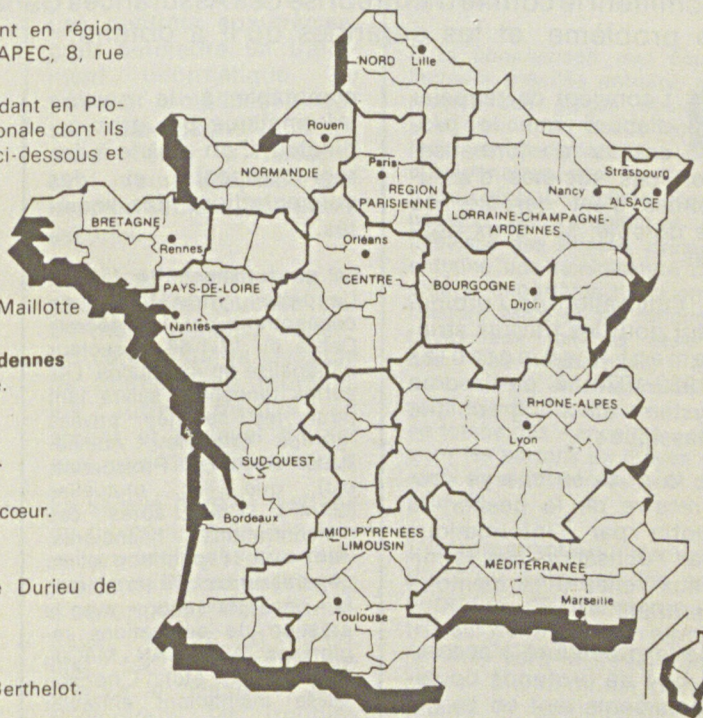 nt en région
APEC, 8, rue
dant en Pro-
onale dont ils
ci-dessous et
Maillotte
dennes
cœur.
e Durieu de
Berthelot.
NORD
Lille
Rouen
NORMANDIE
Paris
REGION
PARISIENNE
Strasbourg
Nancy
ALSACE
LORRAINE-CHAMPAGNE-
ARDENNES
BRETAGNE
Rennes
Orléans
CENTRE
PAYS-DE-LOIRE
Nantes
BOURGOGNE
Dijon
RHONE-ALPES
Lyon
SUD-OUEST
Bordeaux
MIDI-PYRÉNÉES
LIMOUSIN
MÉDITERRANÉE
Toulouse
Marseille